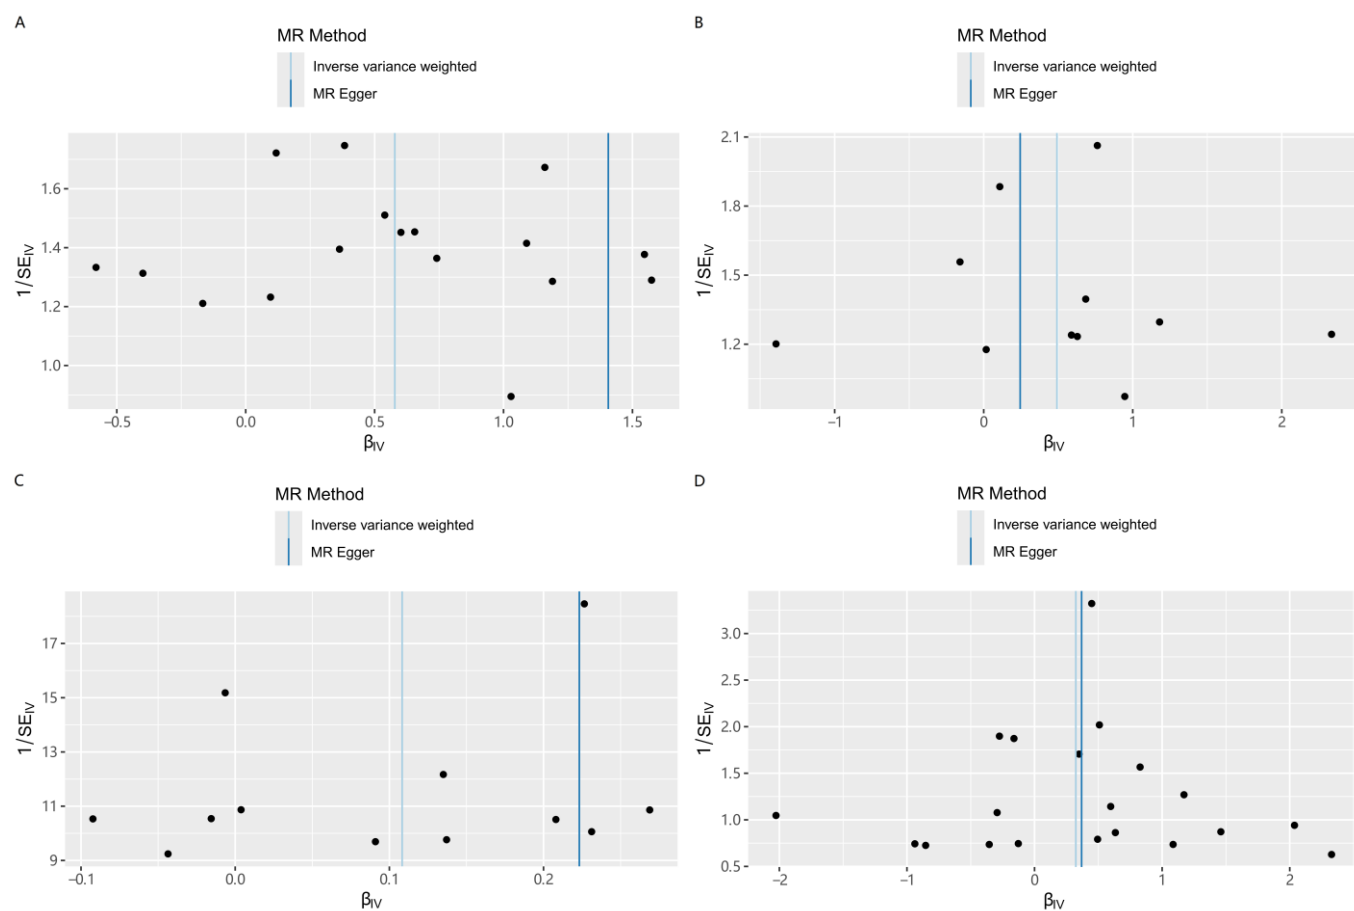 A
MR Method
Inverse variance weighted
MR Egger
1/SE_IV
1.6
1.4
1.2
1.0
−0.5
0.0
0.5
1.0
1.5
β_IV
B
MR Method
Inverse variance weighted
MR Egger
1/SE_IV
2.1
1.8
1.5
1.2
−1
0
1
2
β_IV
C
MR Method
Inverse variance weighted
MR Egger
1/SE_IV
17
15
13
11
9
−0.1
0.0
0.1
0.2
β_IV
D
MR Method
Inverse variance weighted
MR Egger
1/SE_IV
3.0
2.5
2.0
1.5
1.0
0.5
−2
−1
0
1
2
β_IV